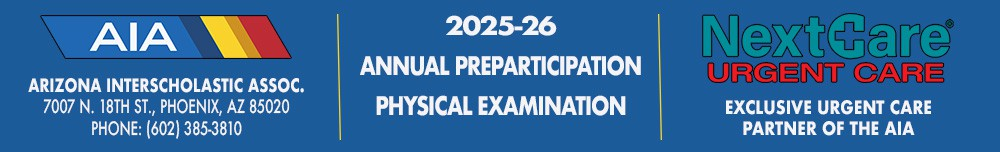 AIA
ARIZONA INTERSCHOLASTIC ASSOC.
7007 N. 18TH ST., PHOENIX, AZ 85020
PHONE: (602) 385-3810
2025-26
ANNUAL PREPARTICIPATION
PHYSICAL EXAMINATION
NextCare®
URGENT CARE
EXCLUSIVE URGENT CARE
PARTNER OF THE AIA